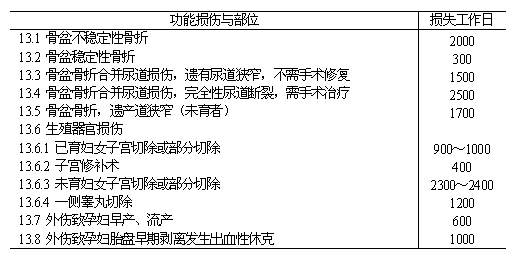 功能损伤与部位 损失工作日
13.1 骨盆不稳定性骨折 2000
13.2 骨盆稳定性骨折 300
13.3 骨盆骨折合并尿道损伤，遗有尿道狭窄，不需手术修复 1500
13.4 骨盆骨折合并尿道损伤，完全性尿道断裂，需手术治疗 2500
13.5 骨盆骨折，遗产道狭窄（未育者） 1700
13.6 生殖器官损伤
13.6.1 已育妇女子宫切除或部分切除 900～1000
13.6.2 子宫修补术 400
13.6.3 未育妇女子宫切除或部分切除 2300～2400
13.6.4 一侧睾丸切除 1200
13.7 外伤致孕妇早产、流产 600
13.8 外伤致孕妇胎盘早期剥离发生出血性休克 1000